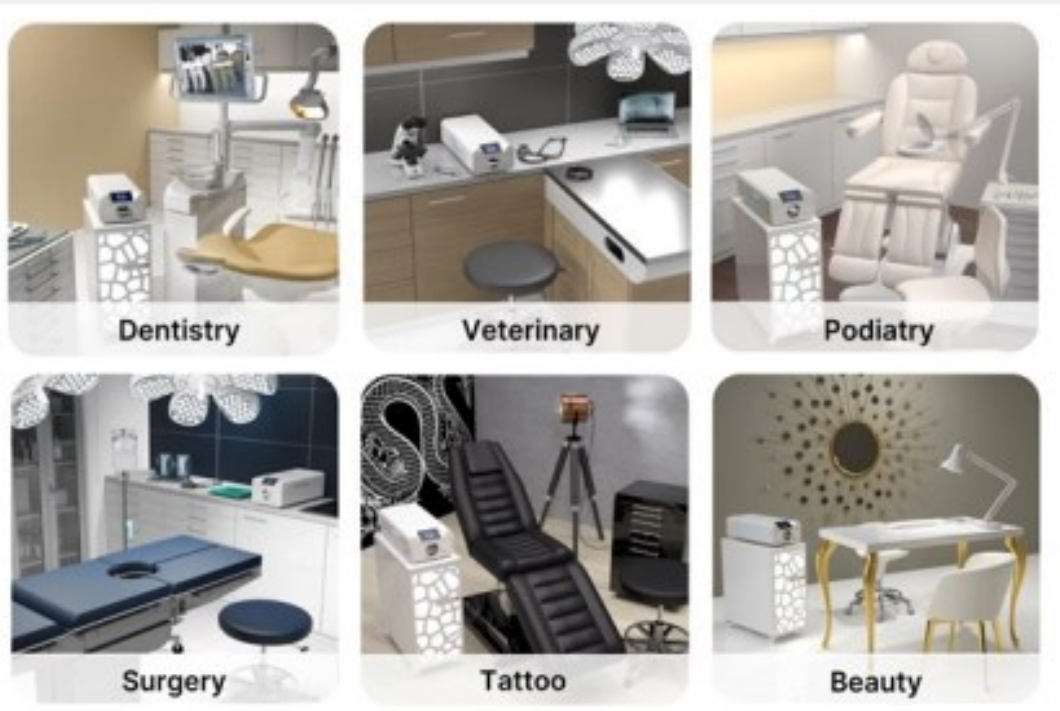 Dentistry
Veterinary
Podiatry
Surgery
Tattoo
Beauty